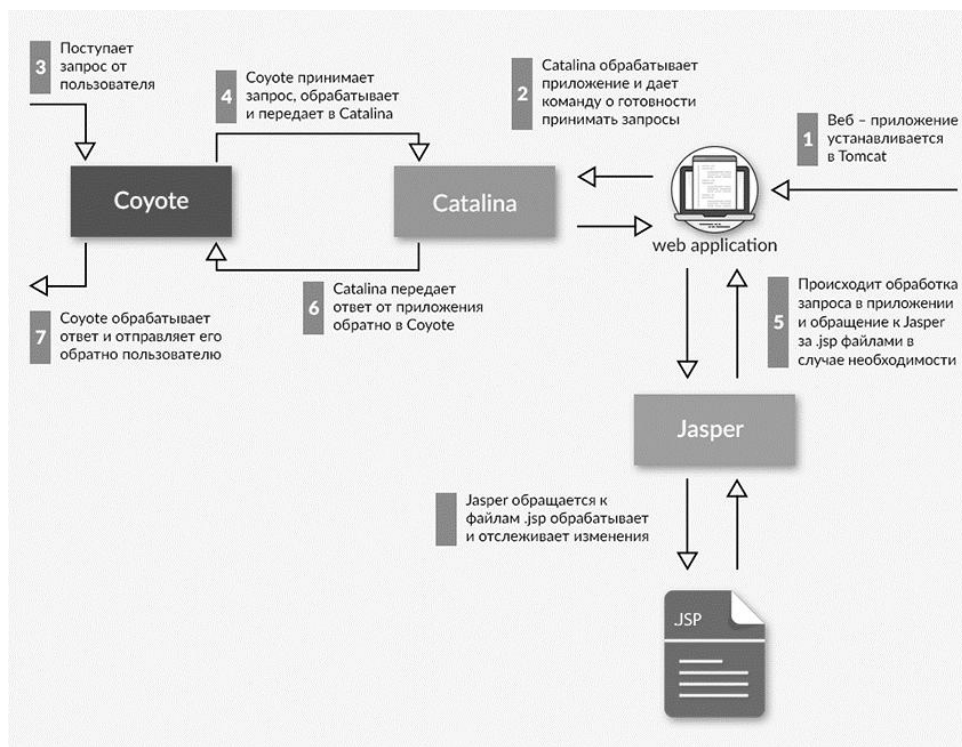 3
Поступает
запрос от
пользователя
4
Coyote принимает
запрос, обрабатывает
и передает в Catalina
2
Catalina обрабатывает
приложение и дает
команду о готовности
принимать запросы
1
Веб – приложение
устанавливается
в Tomcat
Coyote
Catalina
web application
7
Coyote обрабатывает
ответ и отправляет его
обратно пользователю
6
Catalina передает
ответ от приложения
обратно в Coyote
5
Происходит обработка
запроса в приложении
и обращение к Jasper
за .jsp файлами в
случае необходимости
Jasper
Jasper обращается к
файлам .jsp обрабатывает
и отслеживает изменения
.JSP